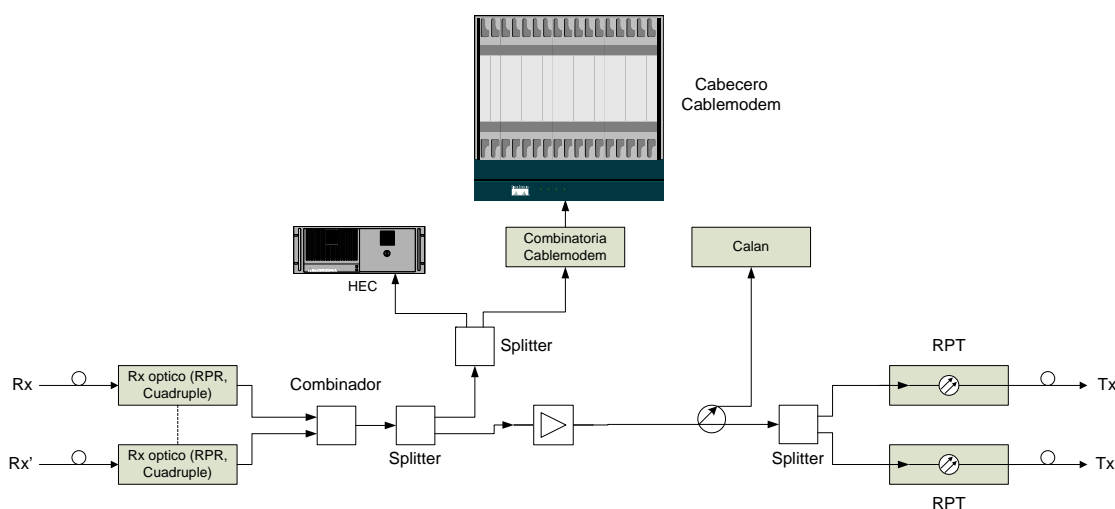 Cabecero
Cablemodem
Combinatoria
Cablemodem
Calan
HEC
Splitter
RPT
Rx
Rx optico (RPR,
Cuadruple)
Combinador
Tx
Rx'
Rx optico (RPR,
Cuadruple)
Splitter
Splitter
Tx
RPT